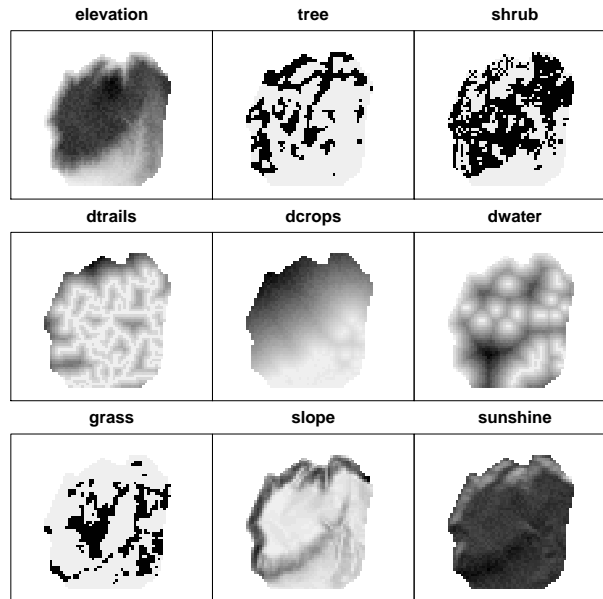 elevation
tree
shrub
dtrails
dcrops
dwater
grass
slope
sunshine